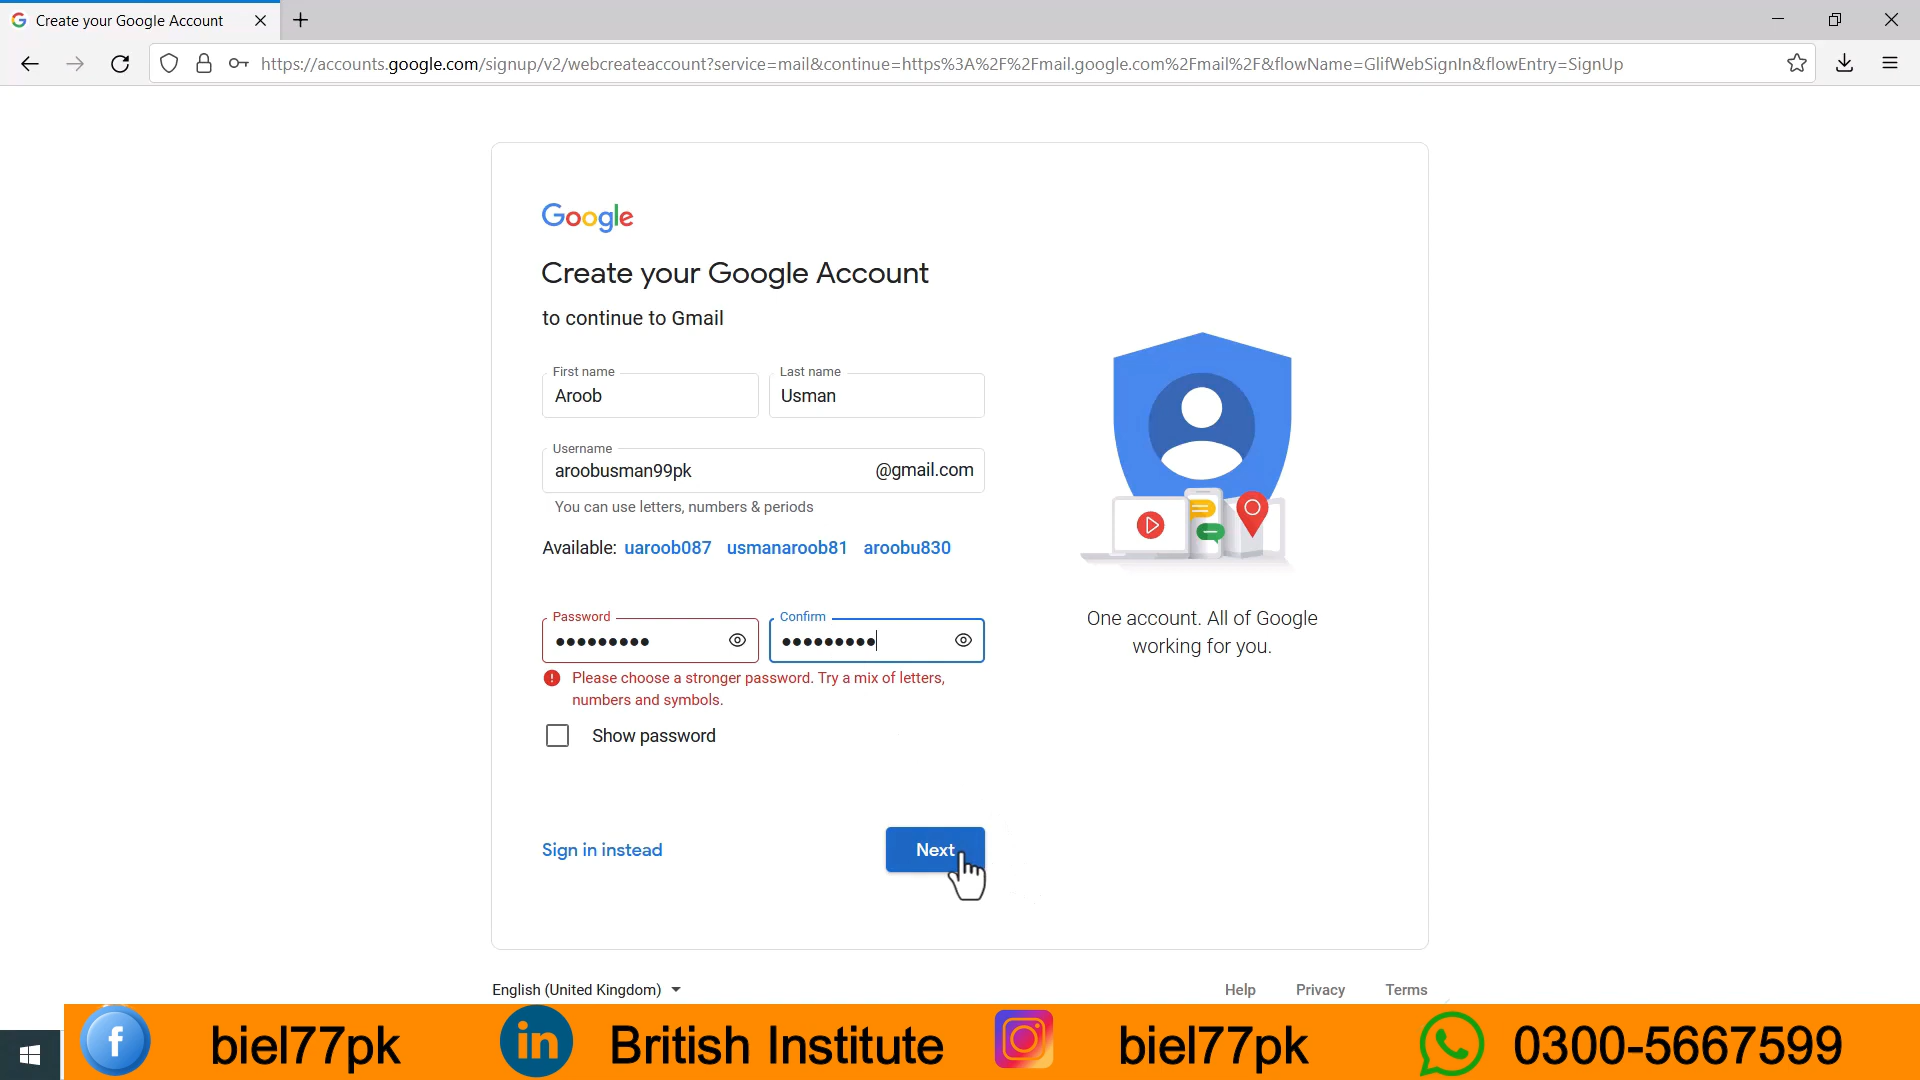 Create your Google Account
https://accounts.google.com/signup/v2/webcreateaccount?service=mail&continue=https%3A%2F%2Fmail.google.com%2Fmail%2F&flowName=GlifWebSignIn&flowEntry=SignUp
Google
Create your Google Account
to continue to Gmail
First name
Last name
Aroob
Usman
Username
aroobusman99pk
@gmail.com
You can use letters, numbers & periods
Available: uaroob087 usmanaroob81 aroobu830
Password
Confirm
Please choose a stronger password. Try a mix of letters,
numbers and symbols.
Show password
One account. All of Google
working for you.
Sign in instead
Next
English (United Kingdom)
Help
Privacy
Terms
f biel77pk
in British Institute
biel77pk
0300-5667599